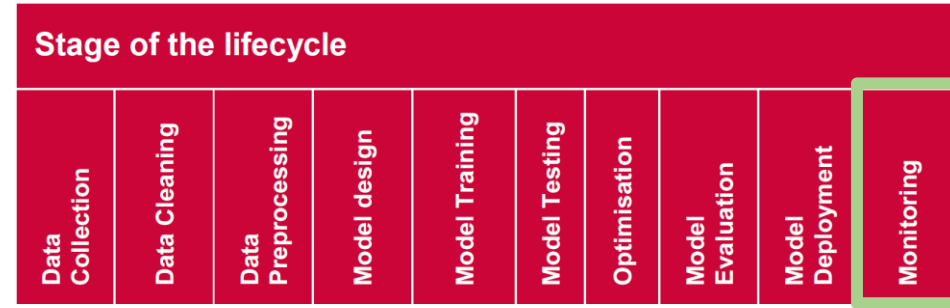 Stage of the lifecycle
Data
Collection
Data Cleaning
Data
Preprocessing
Model design
Model Training
Model Testing
Optimisation
Model
Evaluation
Model
Deployment
Monitoring